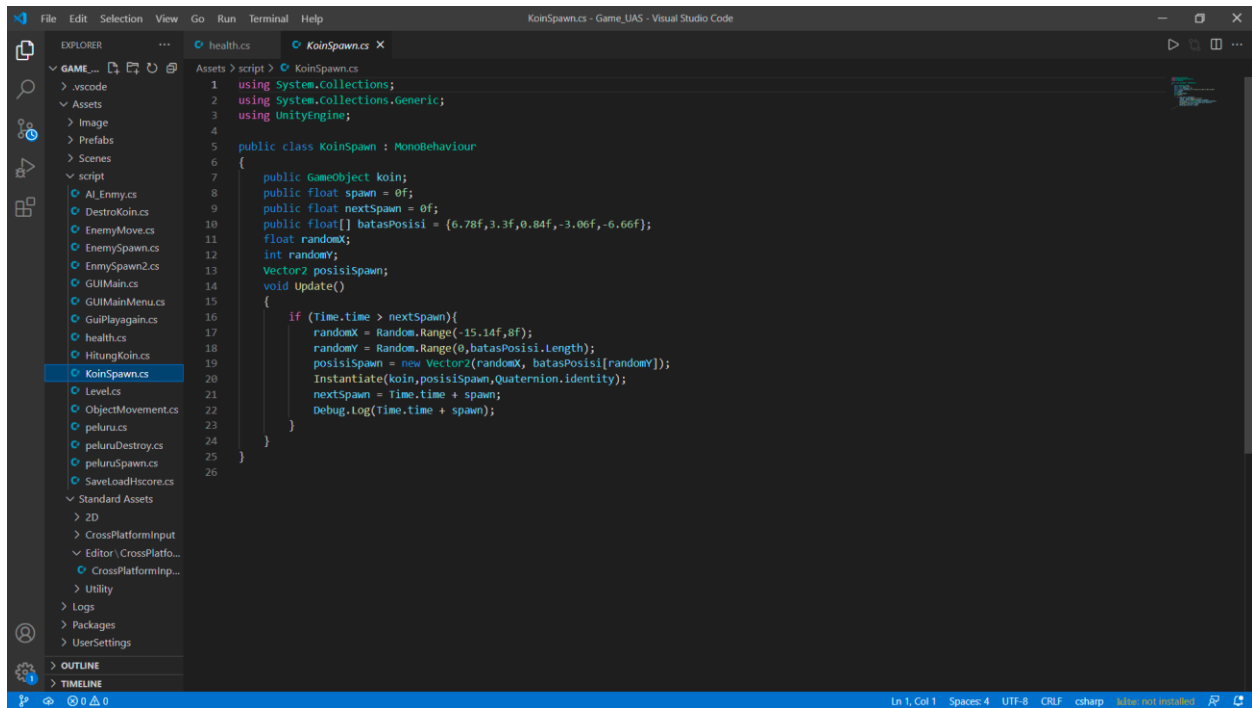 File Edit Selection View Go Run Terminal Help
KoinSpawn.cs - Game_UAS - Visual Studio Code
EXPLORER
GAME_...
> .vscode
Assets
> Image
> Prefabs
> Scenes
script
AI_Enmy.cs
DestroKoin.cs
EnemyMove.cs
EnemySpawn.cs
EnmySpawn2.cs
GUIMain.cs
GUIMainMenu.cs
GuiPlayagain.cs
health.cs
HitungKoin.cs
KoinSpawn.cs
Level.cs
ObjectMovement.cs
peluru.cs
peluruDestroy.cs
peluruSpawn.cs
SaveLoadHscore.cs
Standard Assets
> 2D
> CrossPlatformInput
Editor\CrossPlatfo...
CrossPlatformInp...
> Utility
> Logs
> Packages
> UserSettings
> OUTLINE
> TIMELINE
health.cs KoinSpawn.cs
Assets > script > KoinSpawn.cs
1 using System.Collections;
2 using System.Collections.Generic;
3 using UnityEngine;
4
5 public class KoinSpawn : MonoBehaviour
6 {
7 public GameObject koin;
8 public float spawn = 0f;
9 public float nextSpawn = 0f;
10 public float[] batasPosisi = {6.78f,3.3f,0.84f,-3.06f,-6.66f};
11 float randomX;
12 int randomY;
13 Vector2 posisiSpawn;
14 void Update()
15 {
16 if (Time.time > nextSpawn){
17 randomX = Random.Range(-15.14f,8f);
18 randomY = Random.Range(0,batasPosisi.Length);
19 posisiSpawn = new Vector2(randomX, batasPosisi[randomY]);
20 Instantiate(koin,posisiSpawn,Quaternion.identity);
21 nextSpawn = Time.time + spawn;
22 Debug.Log(Time.time + spawn);
23 }
24 }
25 }
26
1
0 0
Ln 1, Col 1 Spaces: 4 UTF-8 CRLF csharp kite: not installed